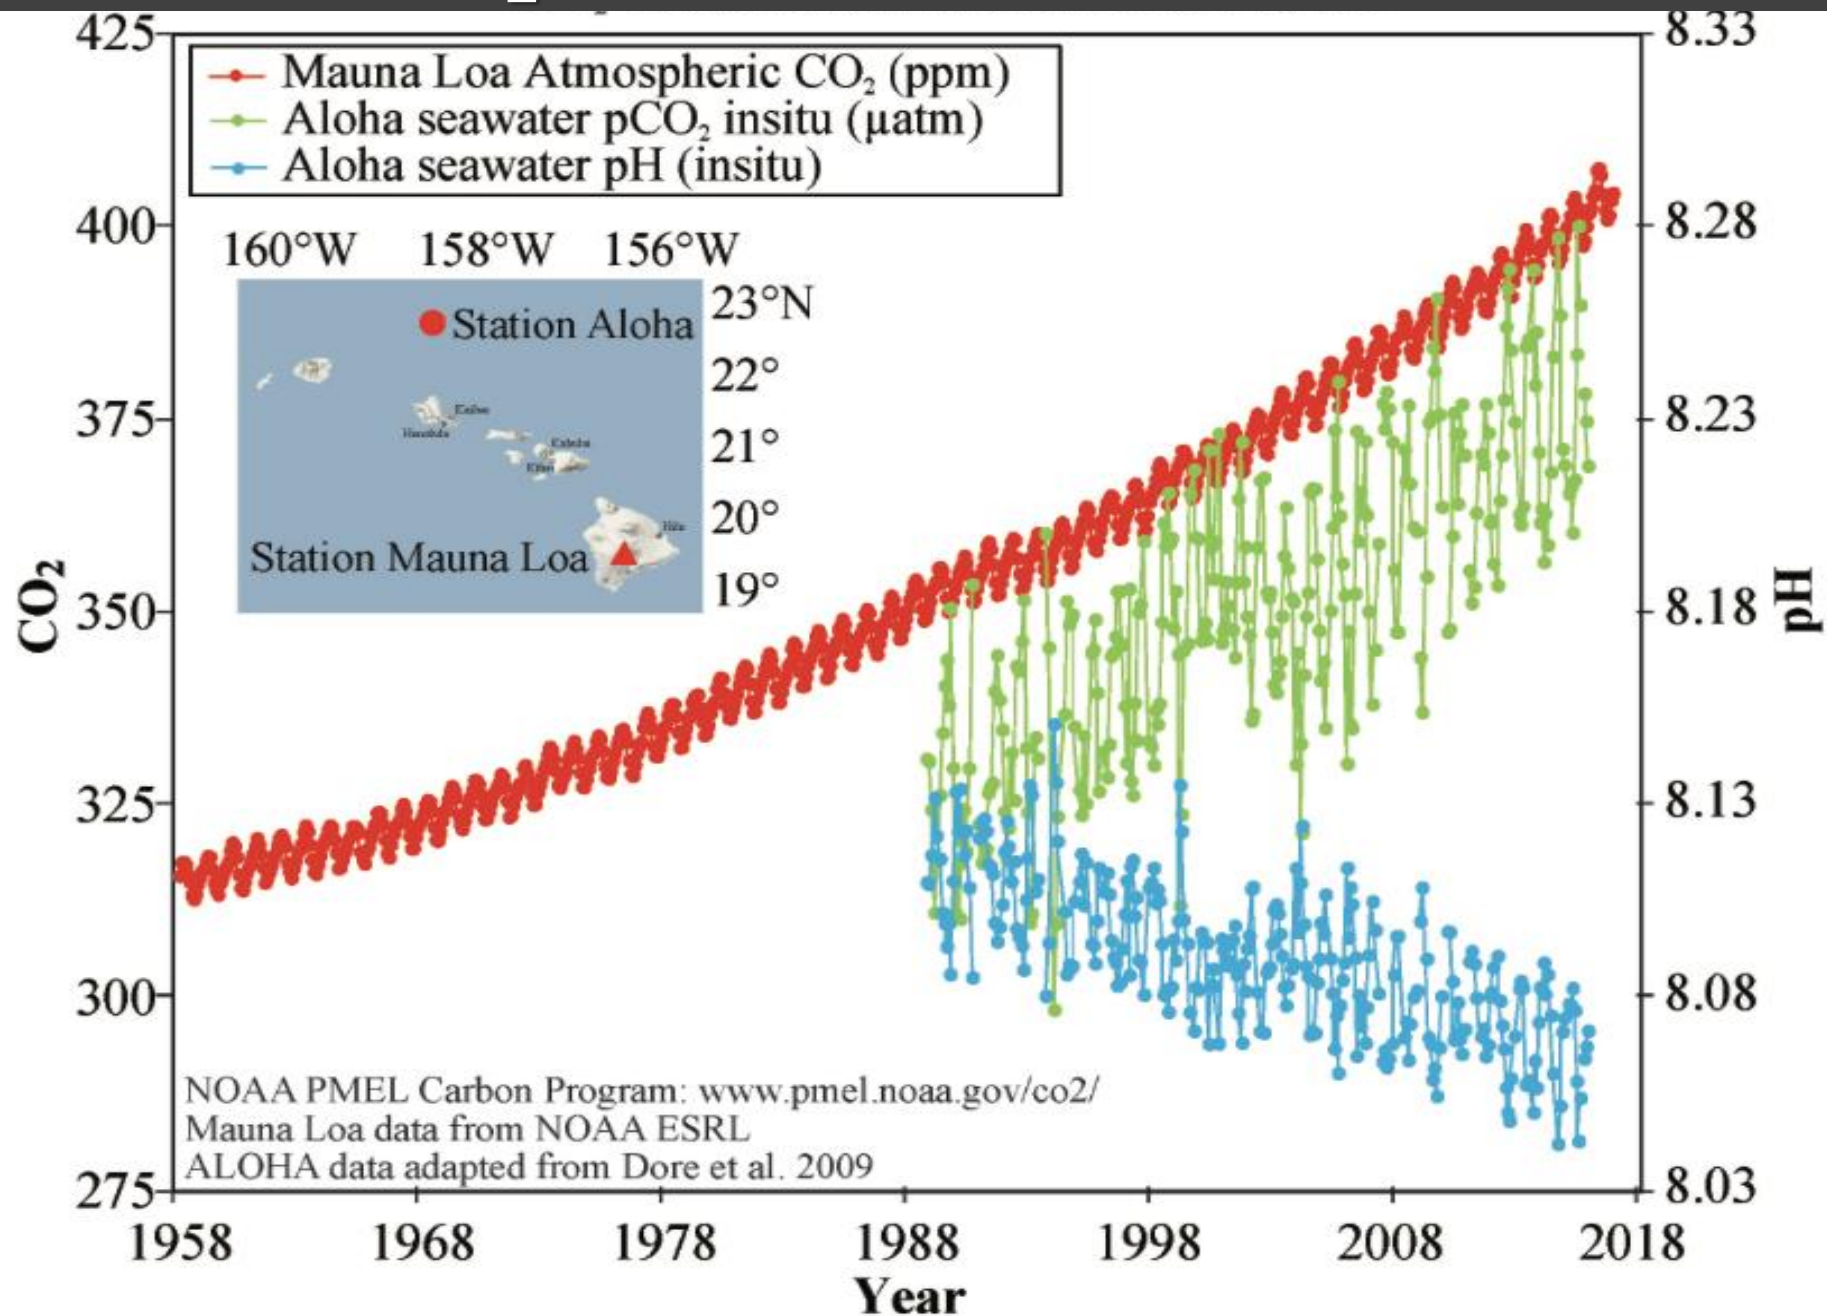 Mauna Loa Atmospheric CO₂ (ppm)
Aloha seawater pCO₂ insitu (µatm)
Aloha seawater pH (insitu)
425
400
375
350
325
300
275
CO₂
8.33
8.28
8.23
8.18
8.13
8.08
8.03
pH
160°W 158°W 156°W
23°N
22°
21°
20°
19°
Station Aloha
Honolulu
Kailua
Kahului
Hilo
Station Mauna Loa
NOAA PMEL Carbon Program: www.pmel.noaa.gov/co2/
Mauna Loa data from NOAA ESRL
ALOHA data adapted from Dore et al. 2009
1958 1968 1978 1988 1998 2008 2018
Year